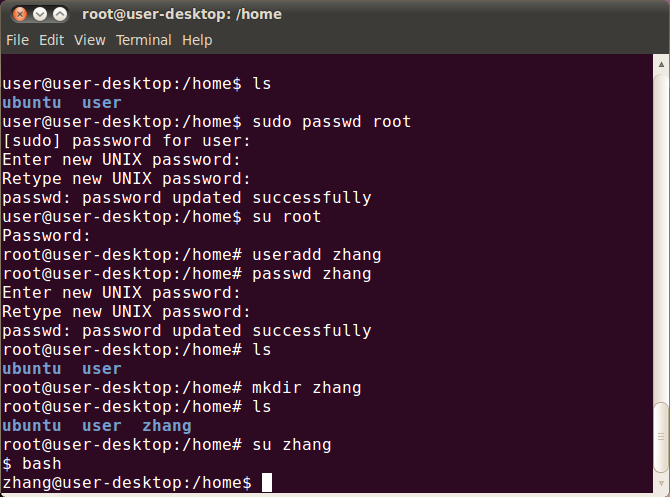 root@user-desktop: /home
File Edit View Terminal Help
user@user-desktop:/home$ ls
ubuntu  user
user@user-desktop:/home$ sudo passwd root
[sudo] password for user:
Enter new UNIX password:
Retype new UNIX password:
passwd: password updated successfully
user@user-desktop:/home$ su root
Password:
root@user-desktop:/home# useradd zhang
root@user-desktop:/home# passwd zhang
Enter new UNIX password:
Retype new UNIX password:
passwd: password updated successfully
root@user-desktop:/home# ls
ubuntu  user
root@user-desktop:/home# mkdir zhang
root@user-desktop:/home# ls
ubuntu  user  zhang
root@user-desktop:/home# su zhang
$ bash
zhang@user-desktop:/home$